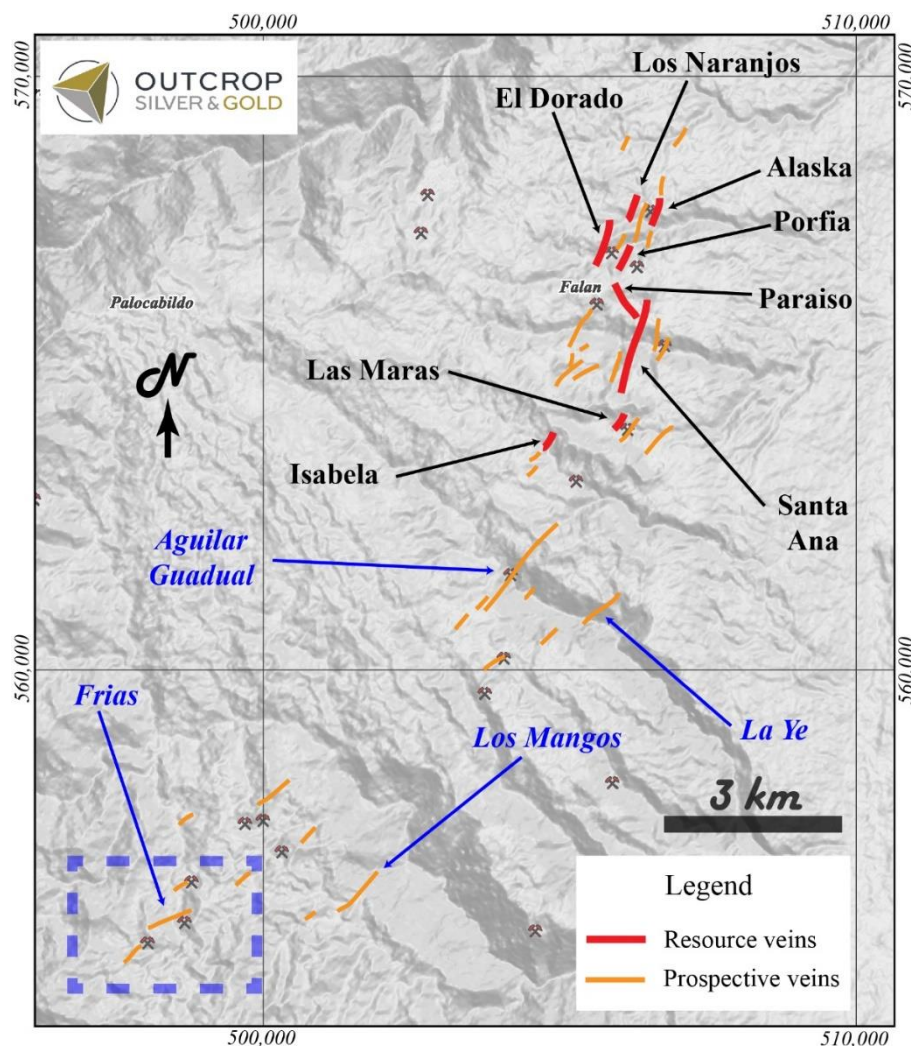 500,000
510,000
570,000
570,000
OUTCROP
SILVER & GOLD
Los Naranjos
El Dorado
Alaska
Porfia
Falan
Paraiso
Palocabildo
N
Las Maras
Isabela
Santa
Ana
Aguilar
Guadual
560,000
560,000
Frias
La Ye
Los Mangos
3 km
Legend
Resource veins
Prospective veins
500,000
510,000